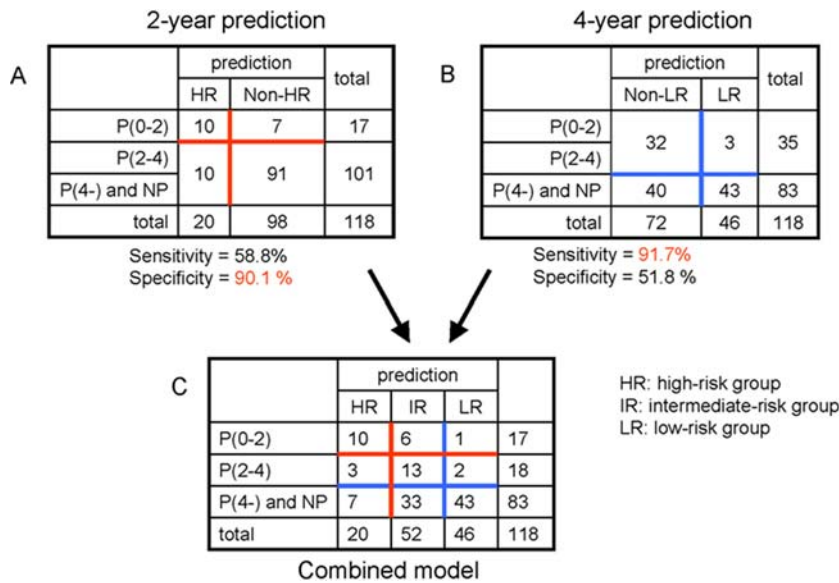 2-year prediction
4-year prediction
A
prediction total
HR Non-HR
P(0-2) 10 7 17
P(2-4) 10 91 101
P(4-) and NP
total 20 98 118
Sensitivity = 58.8%
Specificity = 90.1 %
B
prediction total
Non-LR LR
P(0-2) 32 3 35
P(2-4)
P(4-) and NP 40 43 83
total 72 46 118
Sensitivity = 91.7%
Specificity = 51.8 %
C
prediction
HR IR LR
P(0-2) 10 6 1 17
P(2-4) 3 13 2 18
P(4-) and NP 7 33 43 83
total 20 52 46 118
Combined model
HR: high-risk group
IR: intermediate-risk group
LR: low-risk group